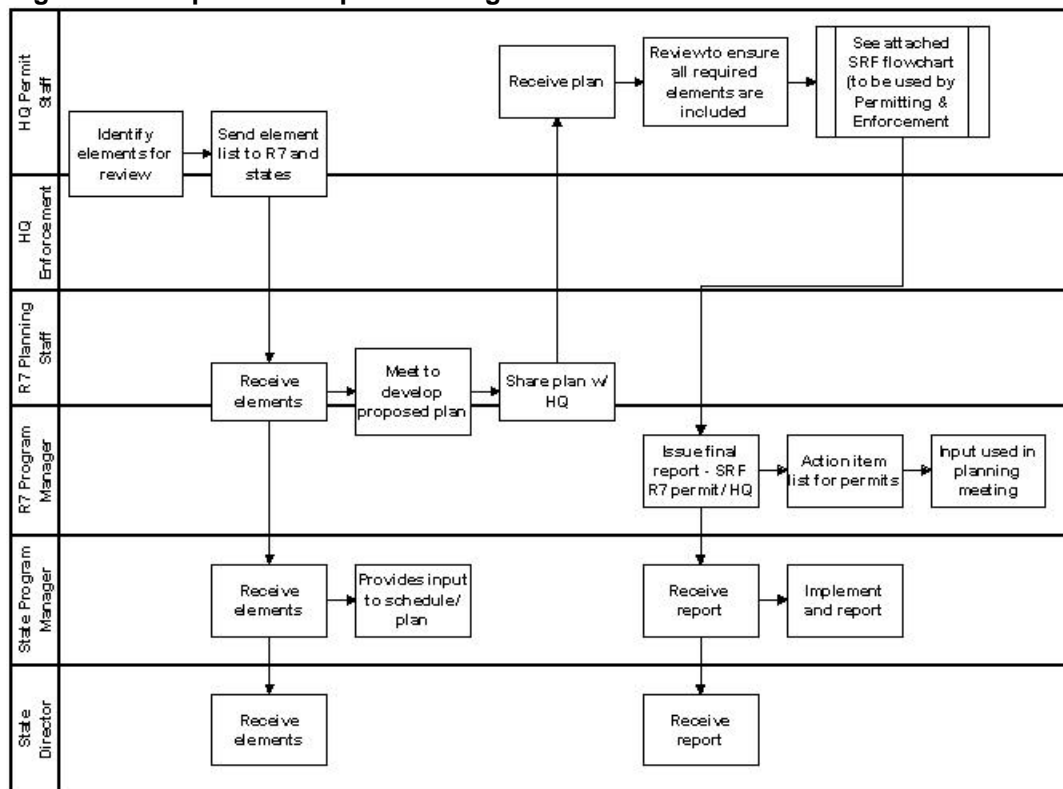 HQ Permit
Staff
Identify
elements for
review
Send element
list to R7 and
states
Receive plan
Review to ensure
all required
elements are
included
See attached
SRF flowchart
(to be used by
Permitting &
Enforcement
HQ
Enforcement
R7 Planning
Staff
Receive
elements
Meet to
develop
proposed plan
Share plan w/
HQ
R7 Program
Manager
Issue final
report - SRF
R7 permit/ HQ
Action item
list for permits
Input used in
planning
meeting
State Program
Manager
Receive
elements
Provides input
to schedule/
plan
Receive
report
Implement
and report
State
Director
Receive
elements
Receive
report